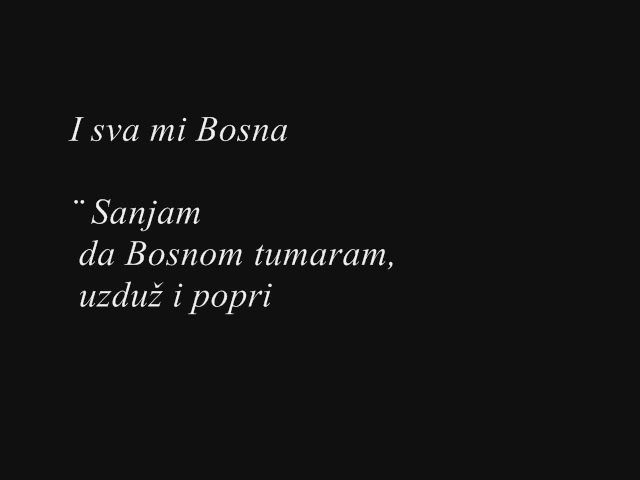 I sva mi Bosna
¨ Sanjam
da Bosnom tumaram,
uzduž i popri